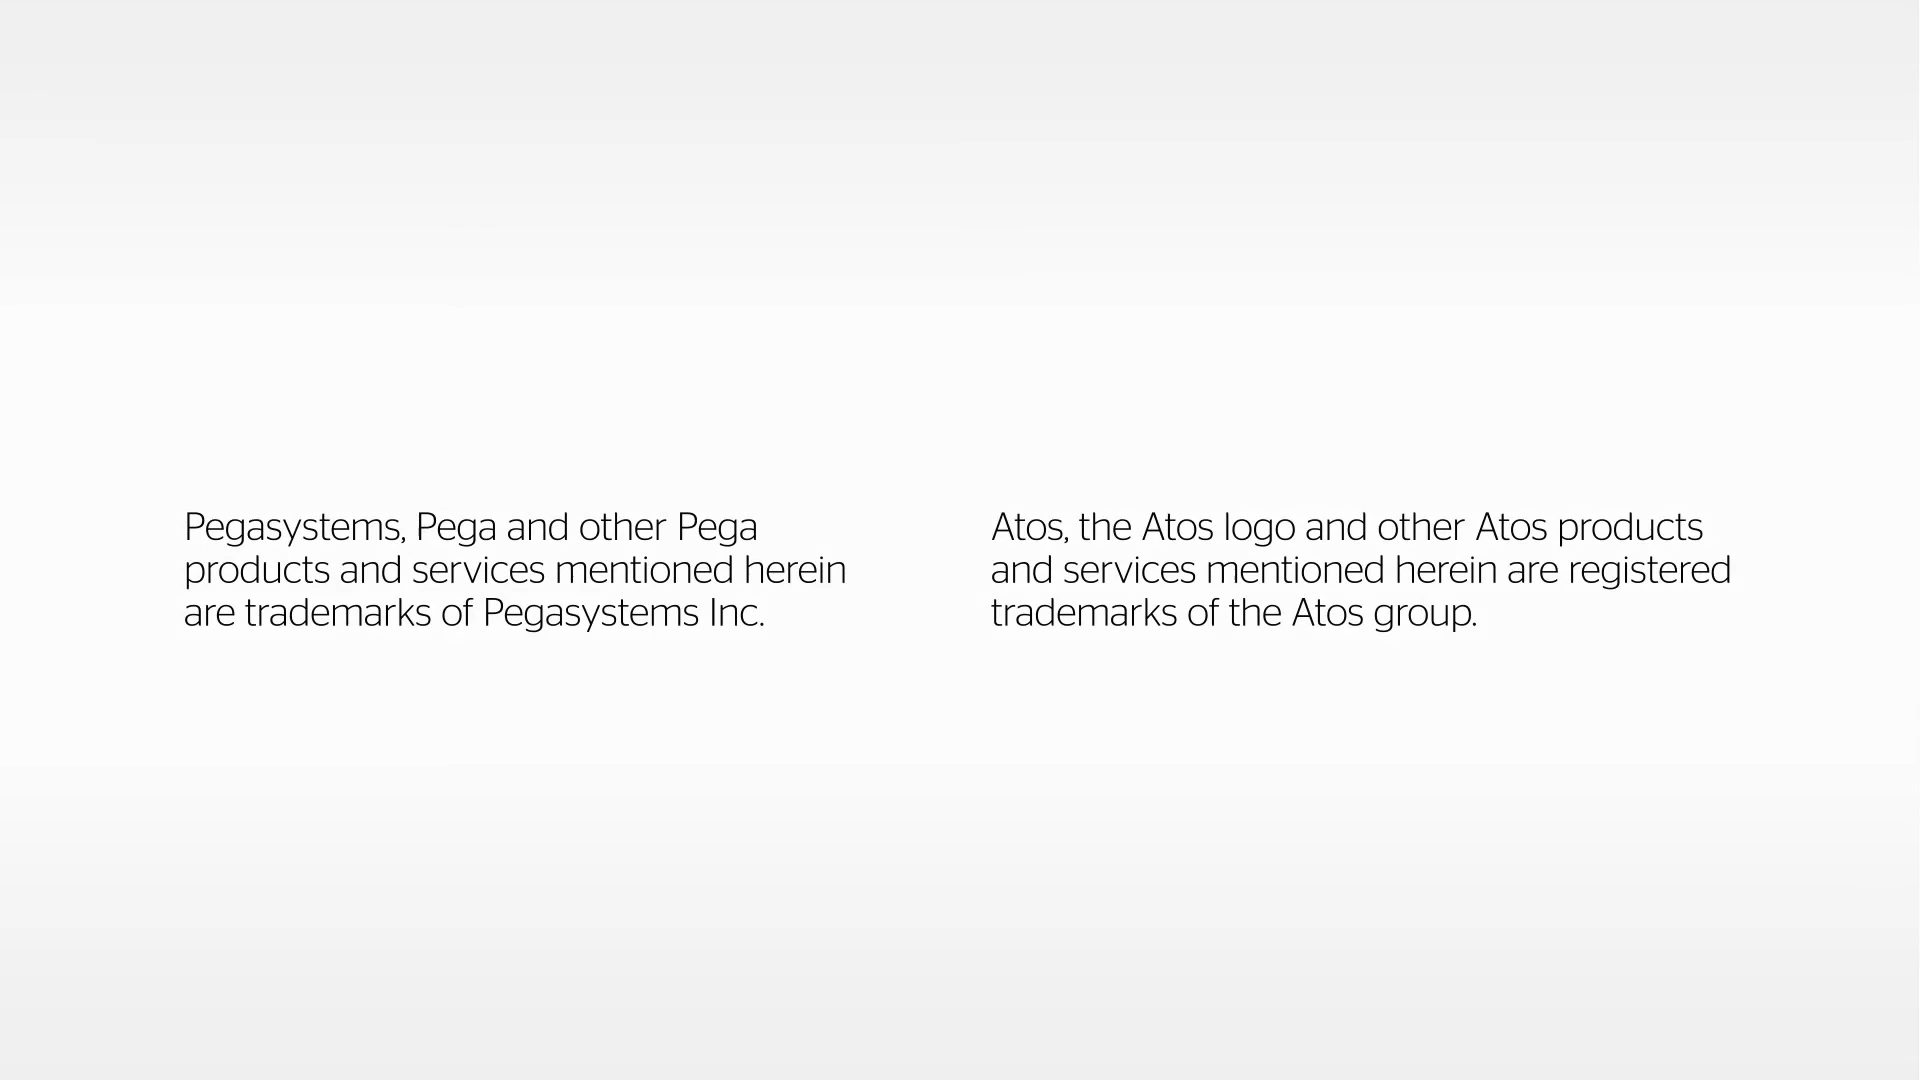 Pegasystems, Pega and other Pega
products and services mentioned herein
are trademarks of Pegasystems Inc.
Atos, the Atos logo and other Atos products
and services mentioned herein are registered
trademarks of the Atos group.